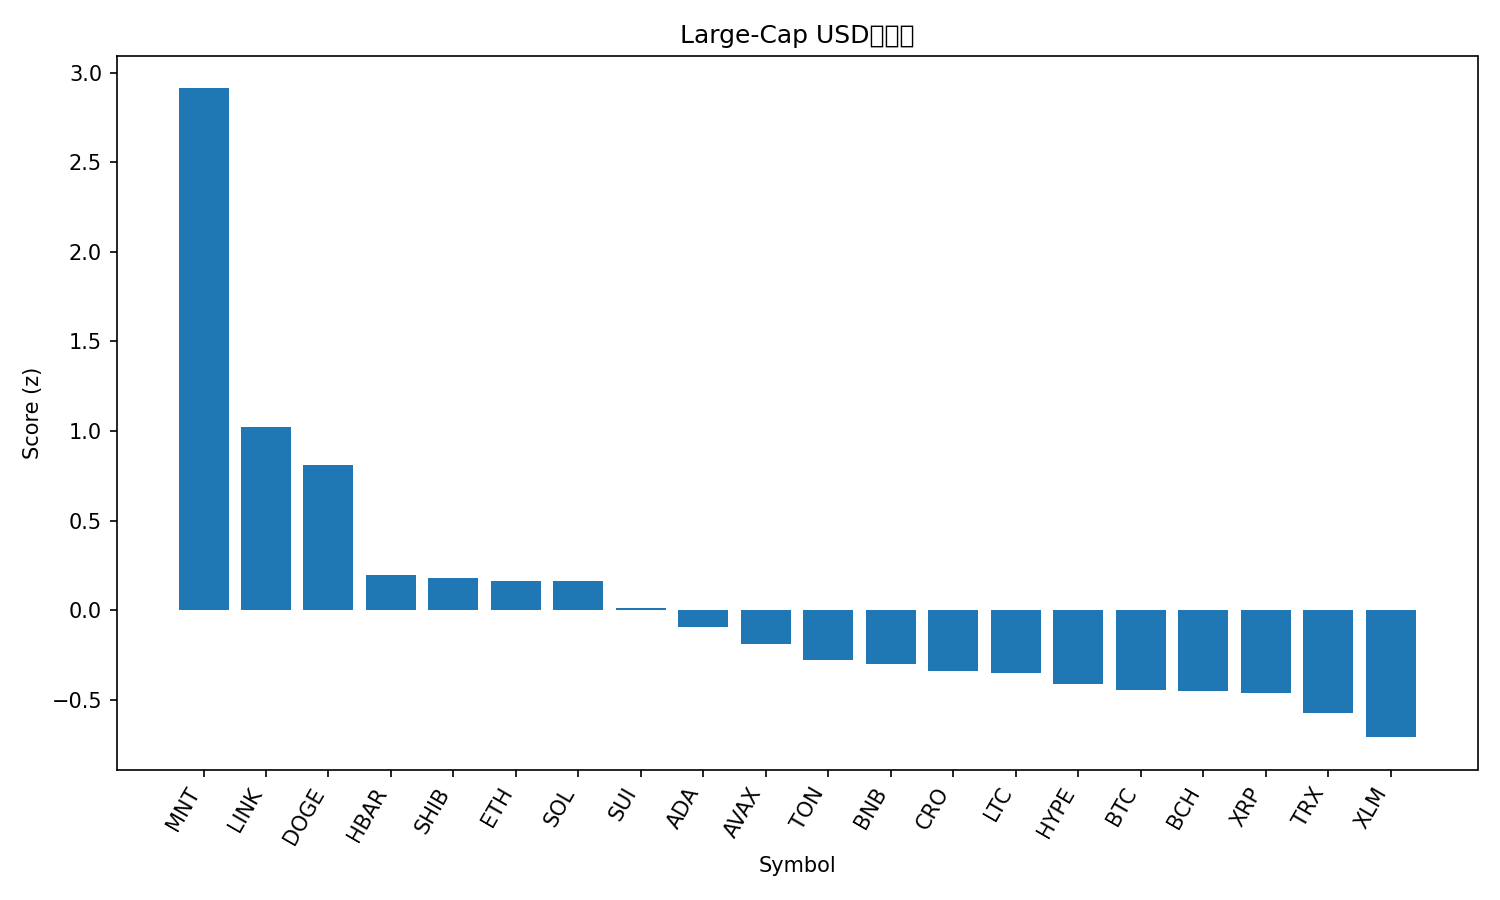 Large-Cap USD
3.0
2.5
2.0
1.5
1.0
0.5
0.0
−0.5
Score (z)
MNT
LINK
DOGE
HBAR
SHIB
ETH
SOL
SUI
ADA
AVAX
TON
BNB
CRO
LTC
HYPE
BTC
BCH
XRP
TRX
XLM
Symbol